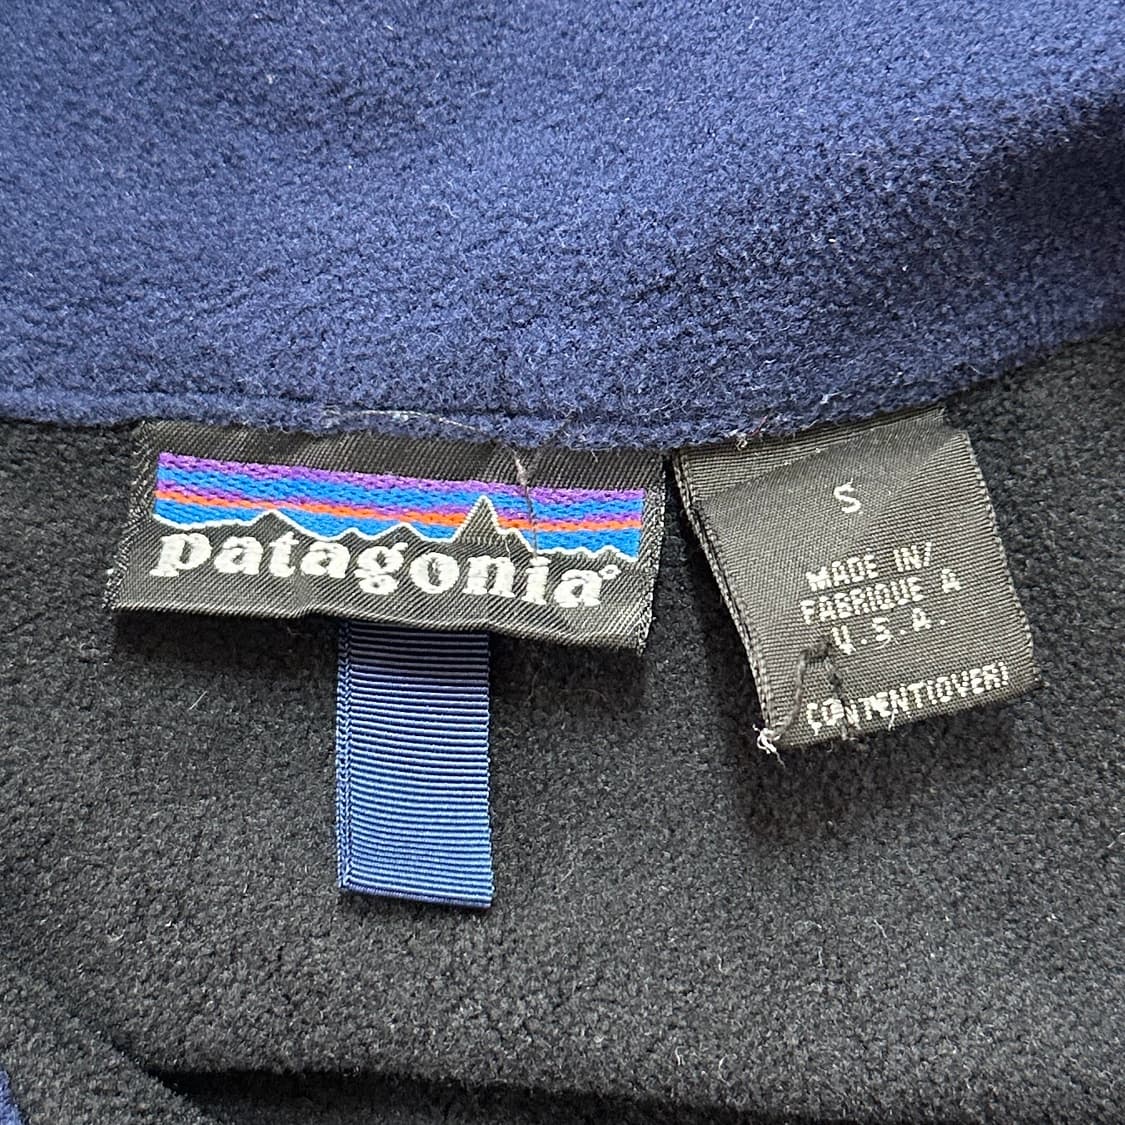 patagonia®
S
MADE IN/
FABRIQUE A
U.S.A.
CONTENT(OVER)